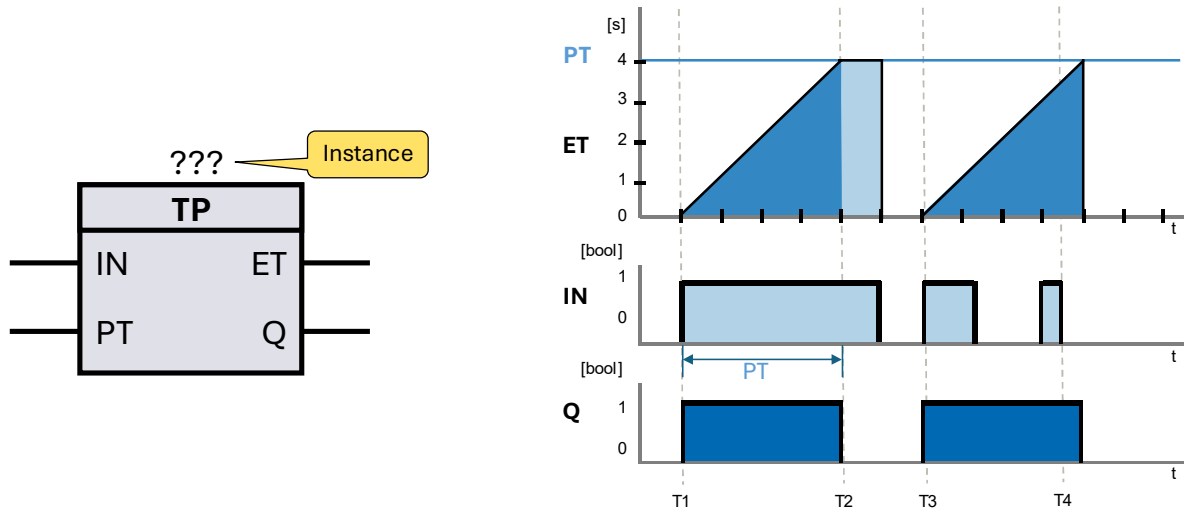 ???
Instance
TP
IN
ET
PT
Q
[s]
PT
4
3
ET
2
1
0
t
[bool]
IN
1
0
t
PT
[bool]
Q
1
0
t
T1
T2
T3
T4